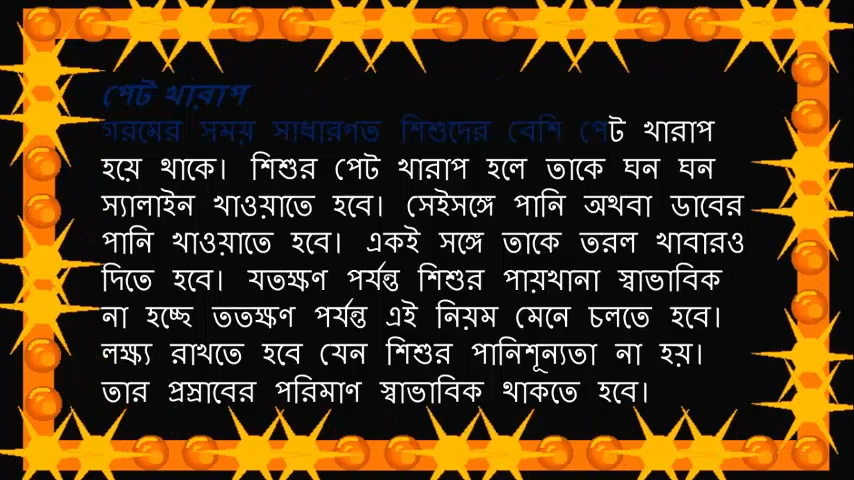 পেট খারাপ
গরমের সময় সাধারণত শিশুদের বেশি পেট খারাপ
হয়ে থাকে। শিশুর পেট খারাপ হলে তাকে ঘন ঘন
স্যালাইন খাওয়াতে হবে। সেইসঙ্গে পানি অথবা ডাবের
পানি খাওয়াতে হবে। একই সঙ্গে তাকে তরল খাবারও
দিতে হবে। যতক্ষণ পর্যন্ত শিশুর পায়খানা স্বাভাবিক
না হচ্ছে ততক্ষণ পর্যন্ত এই নিয়ম মেনে চলতে হবে।
লক্ষ্য রাখতে হবে যেন শিশুর পানিশূন্যতা না হয়।
তার প্রস্রাবের পরিমাণ স্বাভাবিক থাকতে হবে।